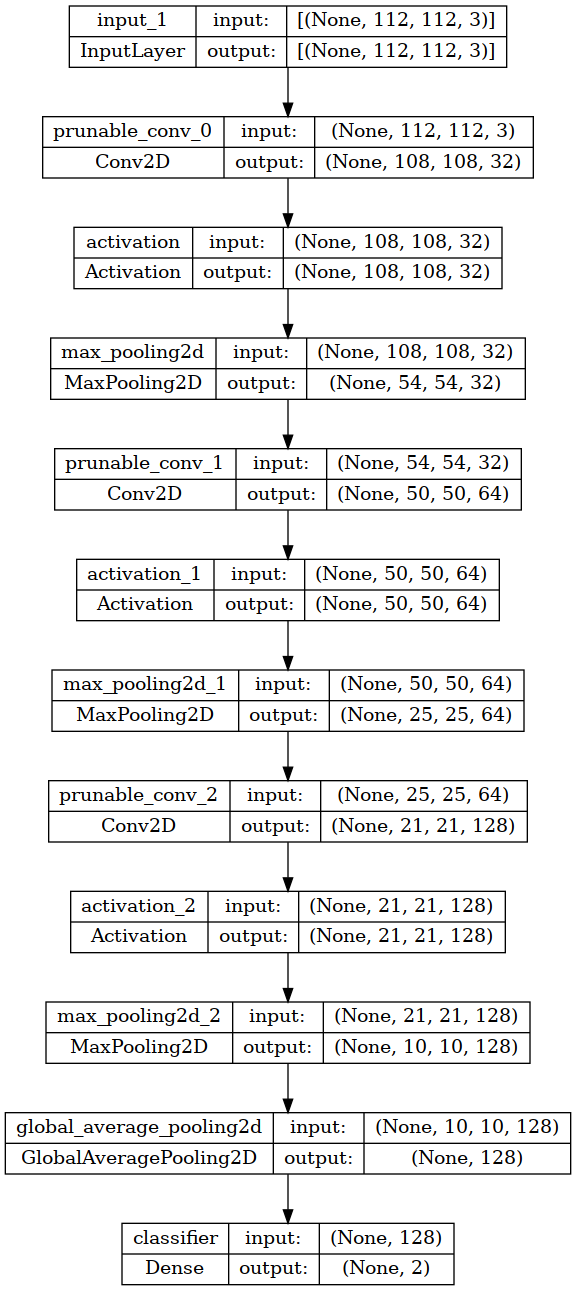 input_1 input: [(None, 112, 112, 3)]
InputLayer output: [(None, 112, 112, 3)]
prunable_conv_0 input: (None, 112, 112, 3)
Conv2D output: (None, 108, 108, 32)
activation input: (None, 108, 108, 32)
Activation output: (None, 108, 108, 32)
max_pooling2d input: (None, 108, 108, 32)
MaxPooling2D output: (None, 54, 54, 32)
prunable_conv_1 input: (None, 54, 54, 32)
Conv2D output: (None, 50, 50, 64)
activation_1 input: (None, 50, 50, 64)
Activation output: (None, 50, 50, 64)
max_pooling2d_1 input: (None, 50, 50, 64)
MaxPooling2D output: (None, 25, 25, 64)
prunable_conv_2 input: (None, 25, 25, 64)
Conv2D output: (None, 21, 21, 128)
activation_2 input: (None, 21, 21, 128)
Activation output: (None, 21, 21, 128)
max_pooling2d_2 input: (None, 21, 21, 128)
MaxPooling2D output: (None, 10, 10, 128)
global_average_pooling2d input: (None, 10, 10, 128)
GlobalAveragePooling2D output: (None, 128)
classifier input: (None, 128)
Dense output: (None, 2)